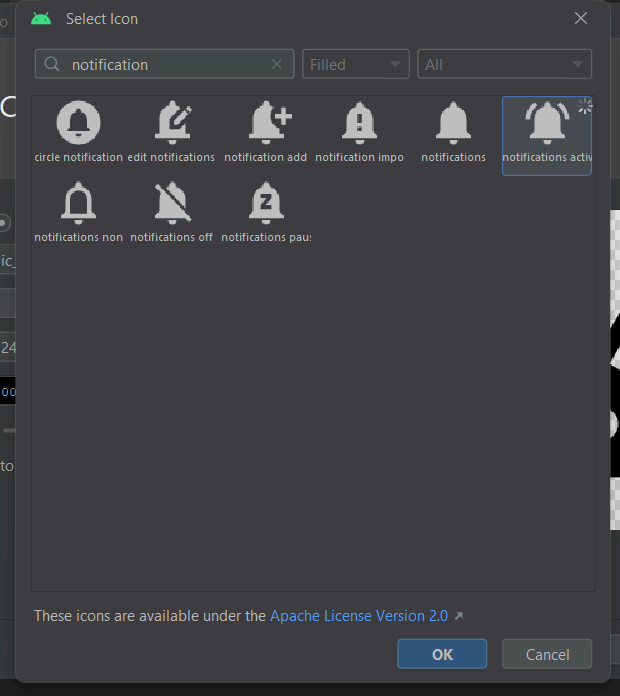 Select Icon
notification
Filled
All
circle notification
edit notifications
notification add
notification impo
notifications
notifications activ
notifications non
notifications off
notifications pau
ic_
24
00
to
These icons are available under the Apache License Version 2.0
OK
Cancel